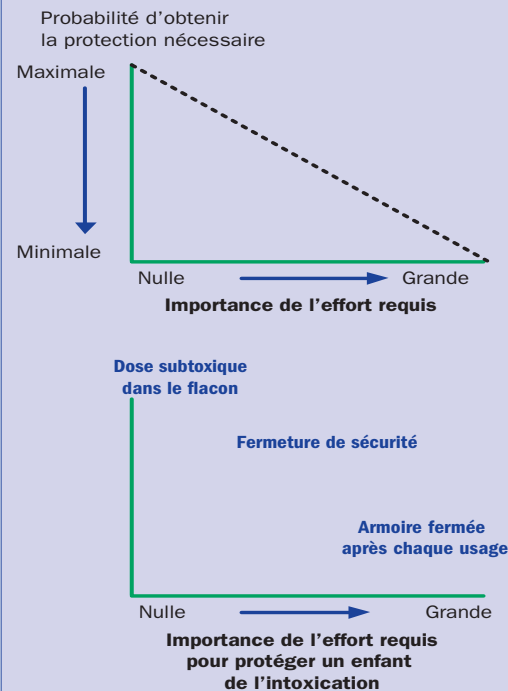 Probabilité d’obtenir
la protection nécessaire
Maximale
Minimale
Nulle
Grande
Importance de l’effort requis
Dose subtoxique
dans le flacon
Fermeture de sécurité
Armoire fermée
après chaque usage
Nulle
Grande
Importance de l’effort requis
pour protéger un enfant
de l’intoxication